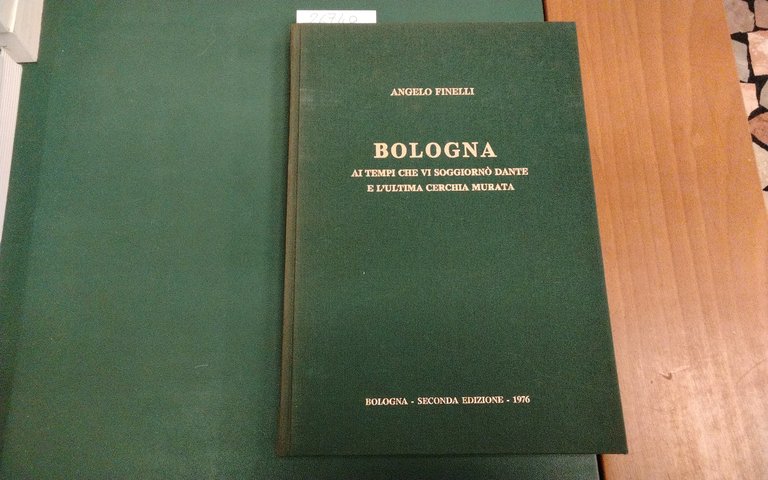 ANGELO FINELLI
BOLOGNA
AI TEMPI CHE VI SOGGIORNÒ DANTE
E L'ULTIMA CERCHIA MURATA
BOLOGNA - SECONDA EDIZIONE - 1976